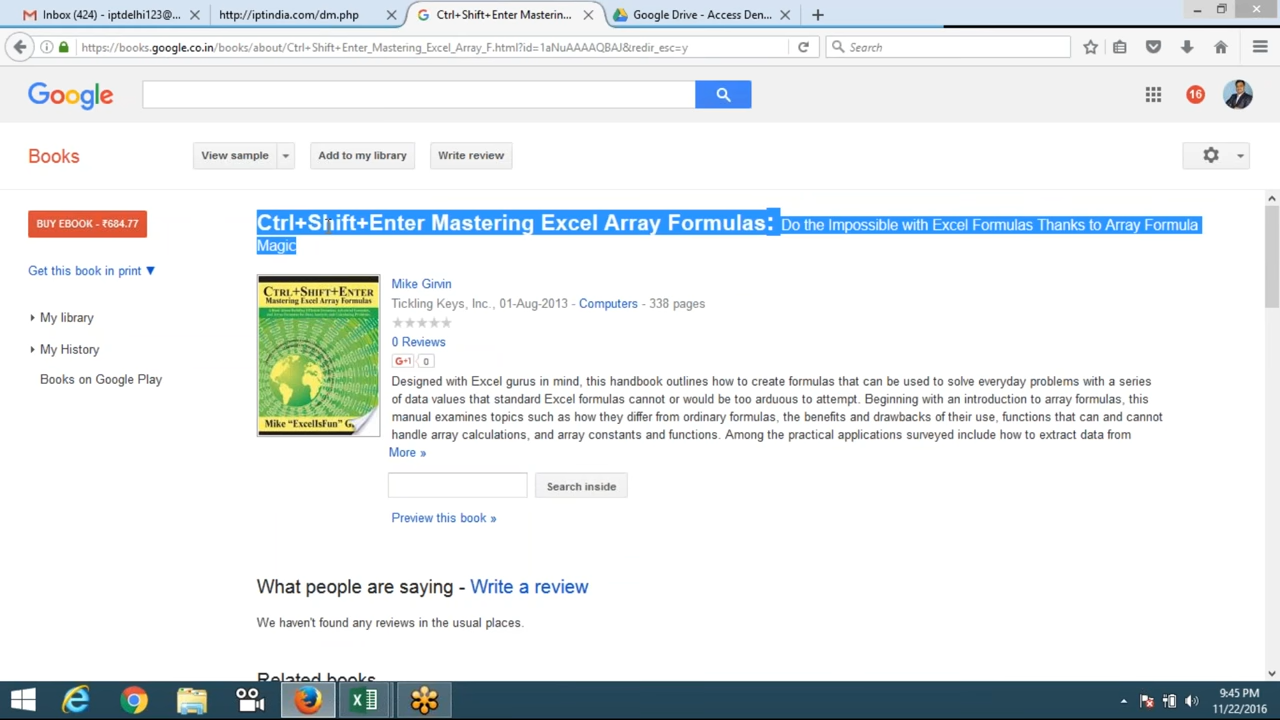 Inbox (424) - iptdelhi123@...
http://iptindia.com/dm.php
Ctrl+Shift+Enter Masterin...
Google Drive - Access Den...
https://books.google.co.in/books/about/Ctrl+Shift+Enter_Mastering_Excel_Array_F.html?id=1aNuAAAAQBAJ&redir_esc=y
Search
Google
16
Books
View sample
Add to my library
Write review
BUY EBOOK - ₹684.77
Get this book in print ▼
My library
My History
Books on Google Play
Ctrl+Shift+Enter Mastering Excel Array Formulas: Do the Impossible with Excel Formulas Thanks to Array Formula
Magic
CTRL+SHIFT+ENTER
Mastering Excel Array Formulas
Mike "ExcelIsFun" G
Mike Girvin
Tickling Keys, Inc., 01-Aug-2013 - Computers - 338 pages
0 Reviews
G+1 0
Designed with Excel gurus in mind, this handbook outlines how to create formulas that can be used to solve everyday problems with a series
of data values that standard Excel formulas cannot or would be too arduous to attempt. Beginning with an introduction to array formulas, this
manual examines topics such as how they differ from ordinary formulas, the benefits and drawbacks of their use, functions that can and cannot
handle array calculations, and array constants and functions. Among the practical applications surveyed include how to extract data from
More »
Search inside
Preview this book »
What people are saying - Write a review
We haven't found any reviews in the usual places.
Related books
9:45 PM
11/22/2016